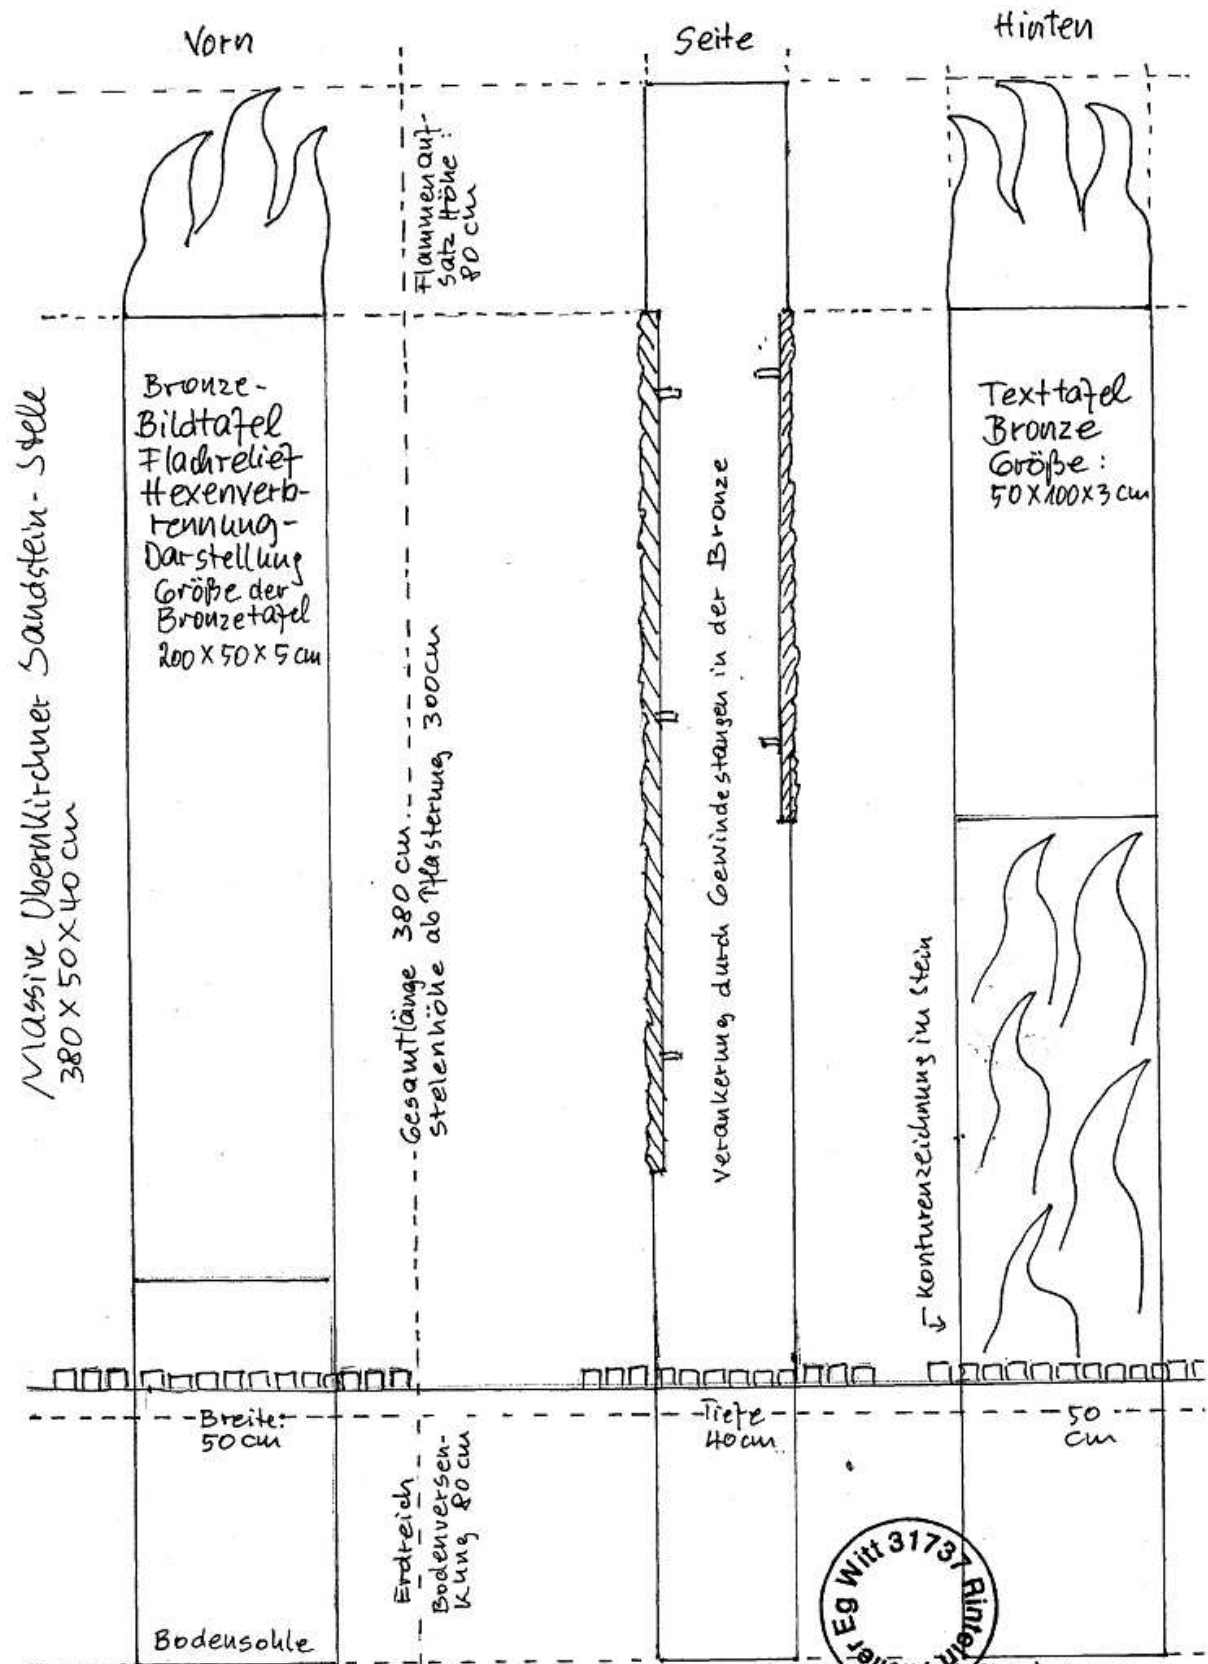 Vorn
Seite
Hinten
Flammenauf-
satz Höhe:
80 cm
Massive Obernkirchner Sandstein-Stele
380 x 50 x 40 cm
Bronze-
Bildtafel
Flachrelief
Hexenverb-
rennung-
Darstellung
Größe der
Bronzetafel
200 x 50 x 5 cm
Gesamtlänge 380 cm
Stelenhöhe ab Pflasterung 300cm
Verankerung durch Gewindestangen in der Bronze
Texttafel
Bronze
Größe:
50 x 100 x 3 cm
Konturenzeichnung im Stein
Breite:
50 cm
Tiefe
40 cm
50
cm
Erdreich
Bodenversen-
kung 80 cm
Bodensohle
Eg Witt 31737 Rinteln